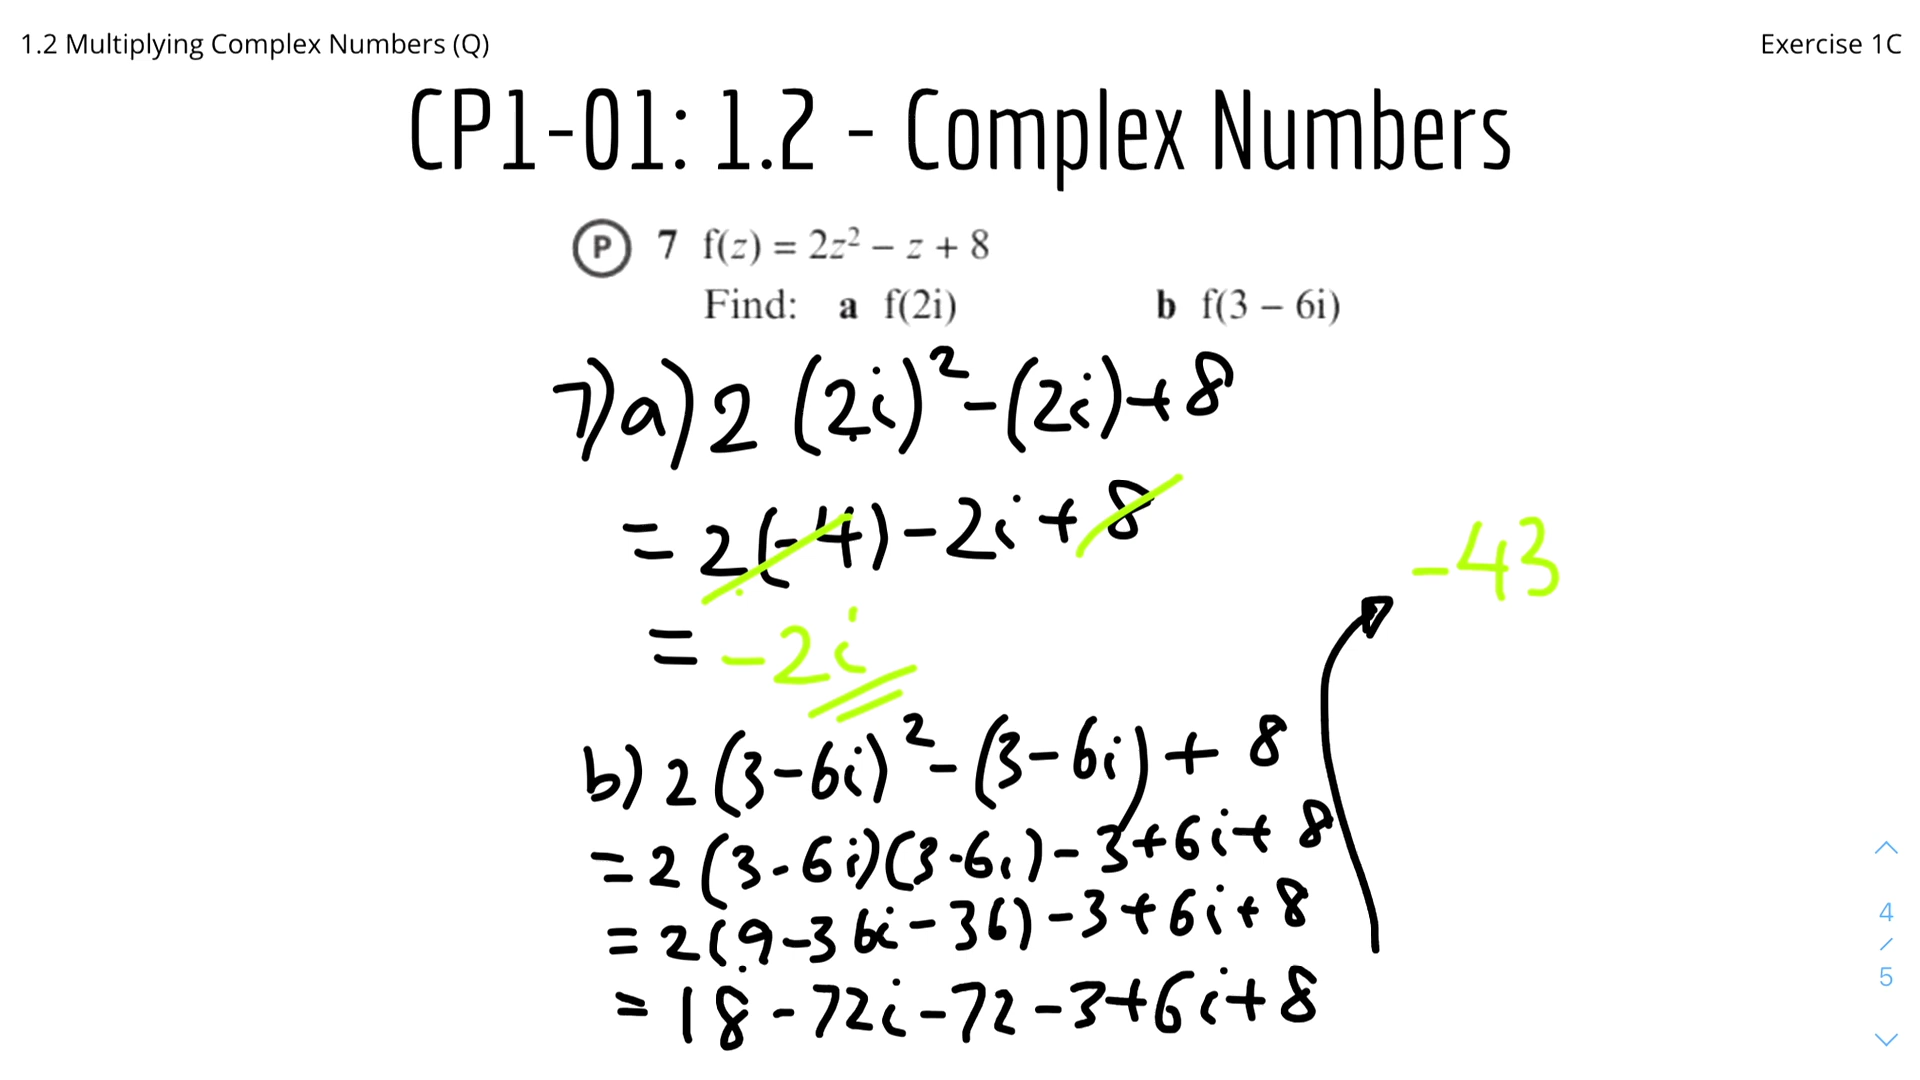 1.2 Multiplying Complex Numbers (Q)
Exercise 1C
CP1-01: 1.2 - Complex Numbers
P 7 f(z) = 2z² – z + 8
Find: a f(2i) b f(3 – 6i)
7)a) 2 (2i)² - (2i) + 8
= 2(-4) - 2i + 8
= -2i
-43
b) 2 (3-6i)² - (3-6i) + 8
= 2 (3-6i)(3-6i) - 3+6i+ 8
= 2(9-36i-36) -3+6i+8
= 18-72i-72-3+6i+8
4
/
5